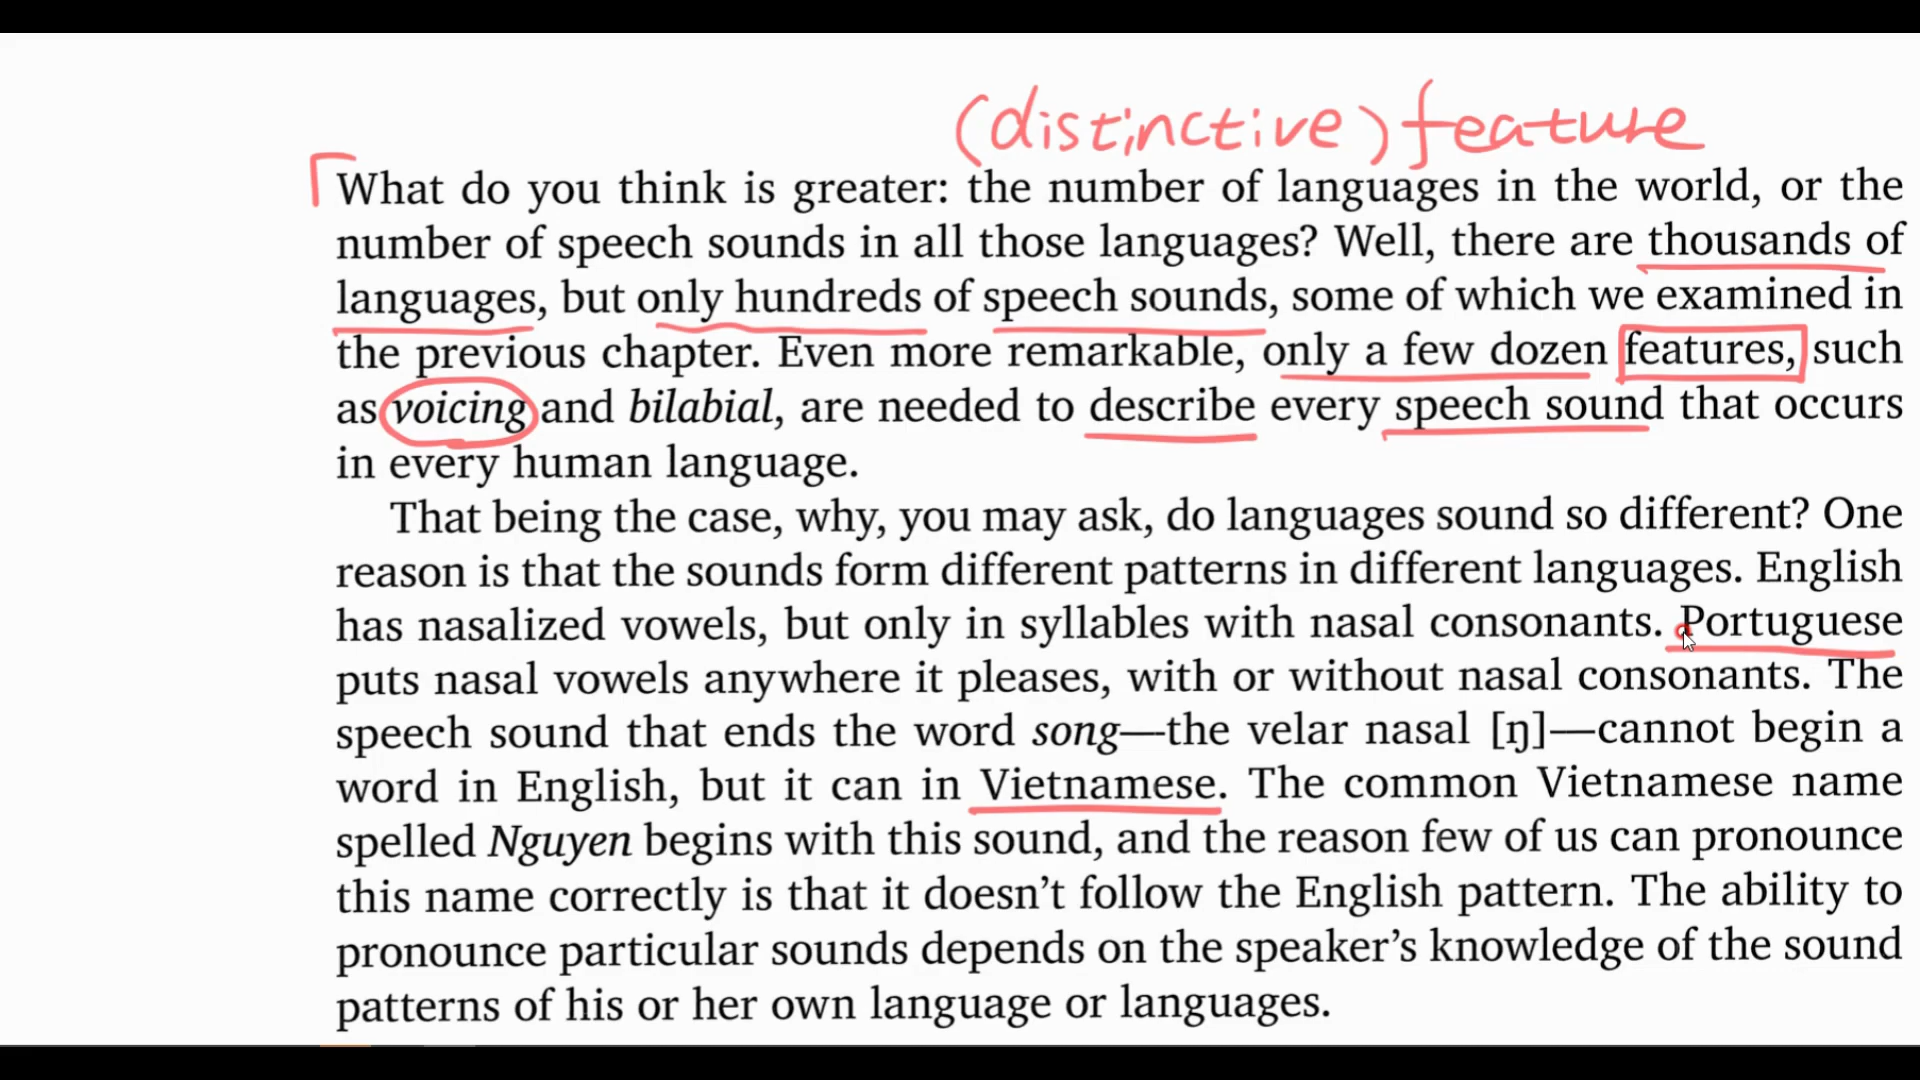 (distinctive) feature
What do you think is greater: the number of languages in the world, or the
number of speech sounds in all those languages? Well, there are thousands of
languages, but only hundreds of speech sounds, some of which we examined in
the previous chapter. Even more remarkable, only a few dozen features, such
as voicing and bilabial, are needed to describe every speech sound that occurs
in every human language.
That being the case, why, you may ask, do languages sound so different? One
reason is that the sounds form different patterns in different languages. English
has nasalized vowels, but only in syllables with nasal consonants. Portuguese
puts nasal vowels anywhere it pleases, with or without nasal consonants. The
speech sound that ends the word song—the velar nasal [ŋ]—cannot begin a
word in English, but it can in Vietnamese. The common Vietnamese name
spelled Nguyen begins with this sound, and the reason few of us can pronounce
this name correctly is that it doesn’t follow the English pattern. The ability to
pronounce particular sounds depends on the speaker’s knowledge of the sound
patterns of his or her own language or languages.